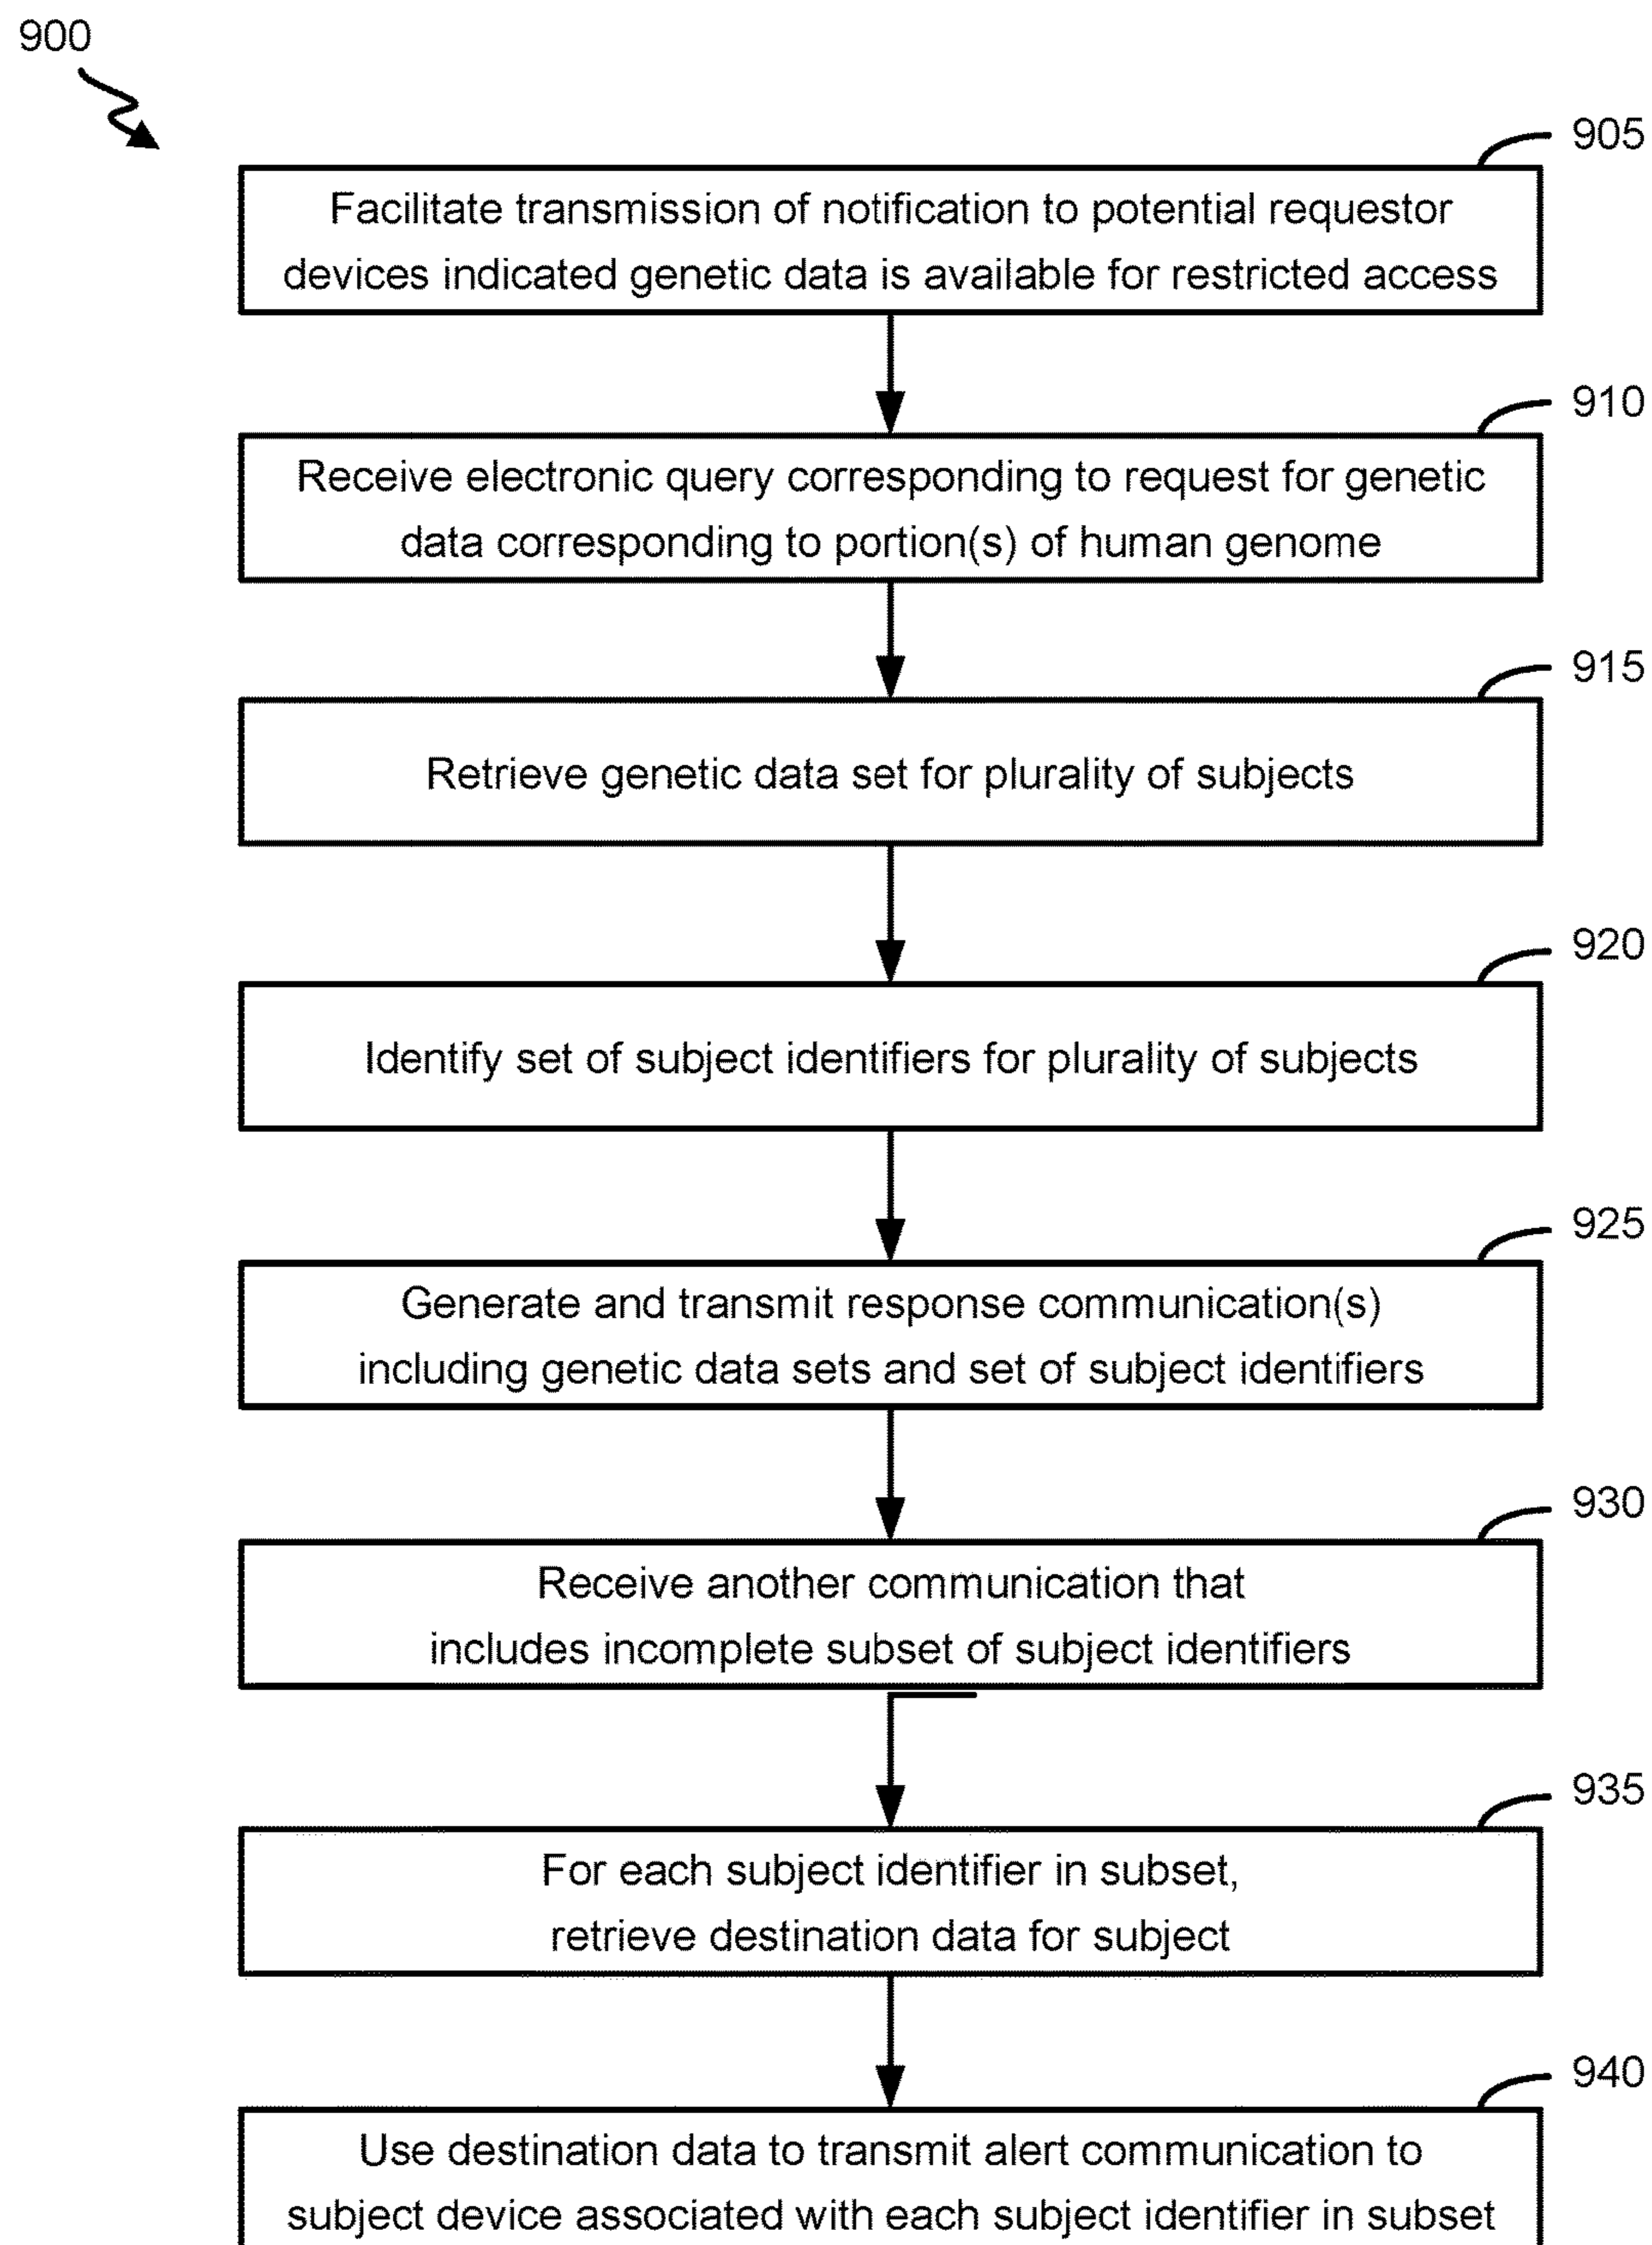 900
905
Facilitate transmission of notification to potential requestor
devices indicated genetic data is available for restricted access
910
Receive electronic query corresponding to request for genetic
data corresponding to portion(s) of human genome
915
Retrieve genetic data set for plurality of subjects
920
Identify set of subject identifiers for plurality of subjects
925
Generate and transmit response communication(s)
including genetic data sets and set of subject identifiers
930
Receive another communication that
includes incomplete subset of subject identifiers
935
For each subject identifier in subset,
retrieve destination data for subject
940
Use destination data to transmit alert communication to
subject device associated with each subject identifier in subset